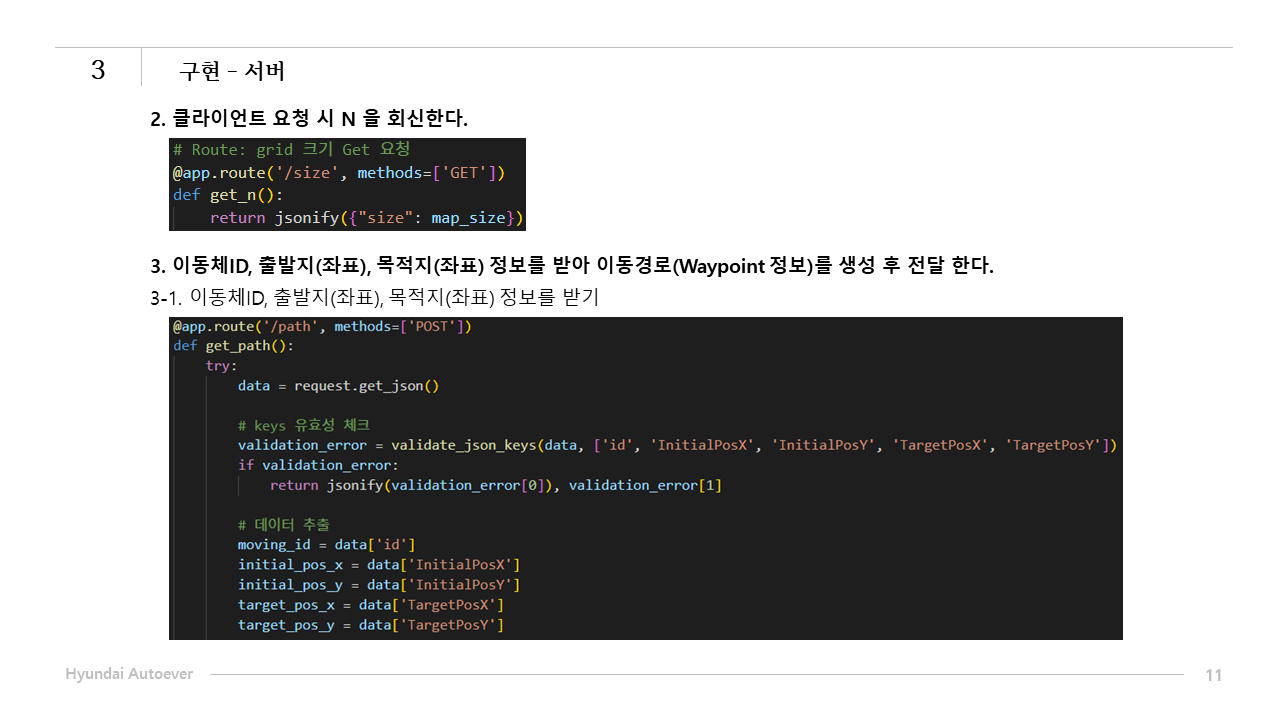 3
구현 – 서버
2. 클라이언트 요청 시 N 을 회신한다.
# Route: grid 크기 Get 요청
@app.route('/size', methods=['GET'])
def get_n():
    return jsonify({"size": map_size})
3. 이동체ID, 출발지(좌표), 목적지(좌표) 정보를 받아 이동경로(Waypoint 정보)를 생성 후 전달 한다.
3-1. 이동체ID, 출발지(좌표), 목적지(좌표) 정보를 받기
@app.route('/path', methods=['POST'])
def get_path():
    try:
        data = request.get_json()
        # keys 유효성 체크
        validation_error = validate_json_keys(data, ['id', 'InitialPosX', 'InitialPosY', 'TargetPosX', 'TargetPosY'])
        if validation_error:
            return jsonify(validation_error[0]), validation_error[1]
        # 데이터 추출
        moving_id = data['id']
        initial_pos_x = data['InitialPosX']
        initial_pos_y = data['InitialPosY']
        target_pos_x = data['TargetPosX']
        target_pos_y = data['TargetPosY']
Hyundai Autoever
11